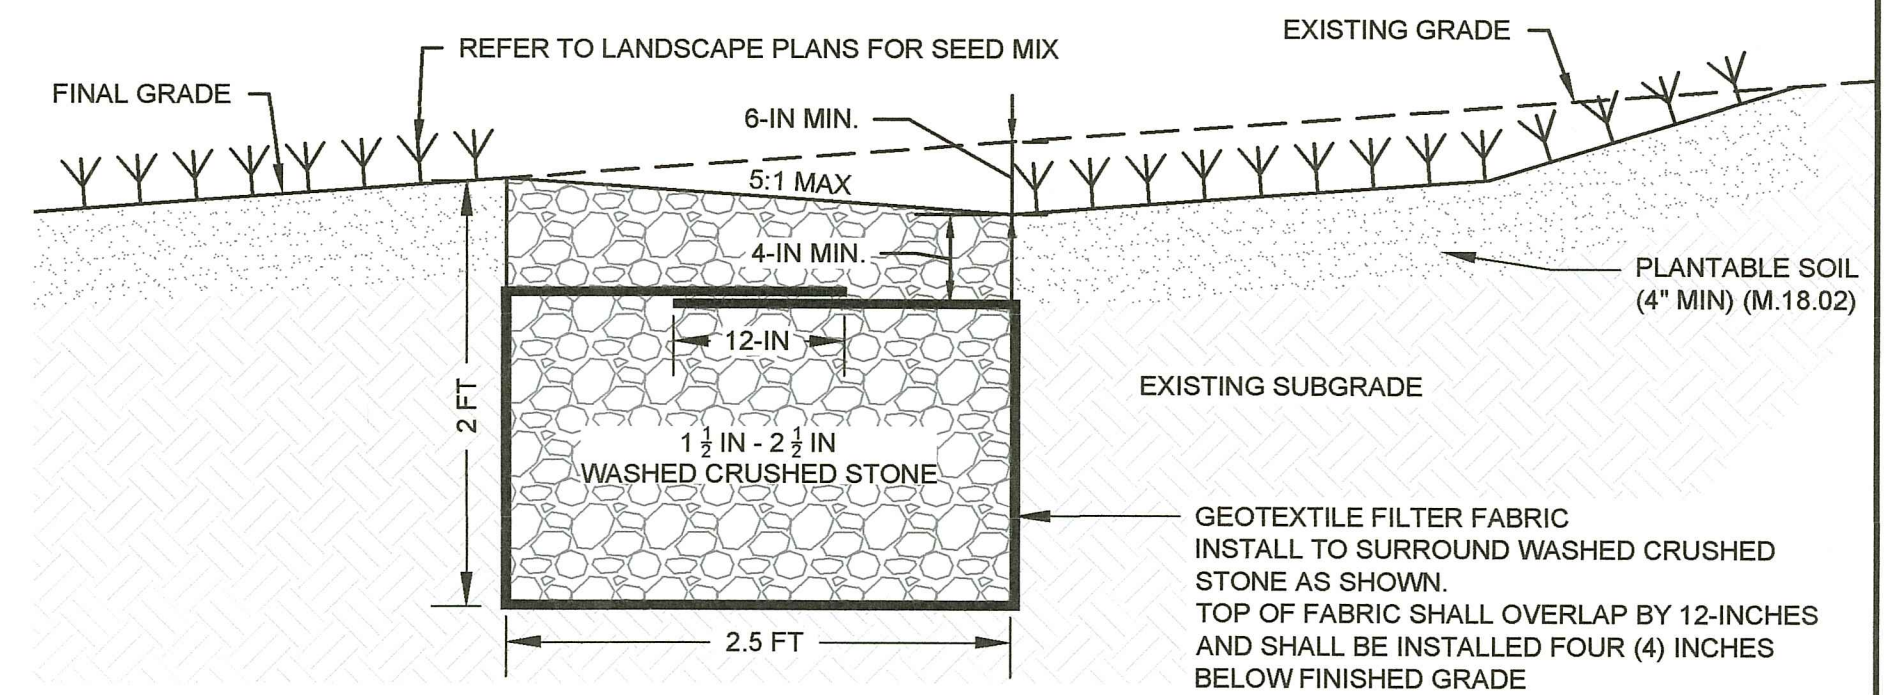 REFER TO LANDSCAPE PLANS FOR SEED MIX
EXISTING GRADE
FINAL GRADE
6-IN MIN.
5:1 MAX
4-IN MIN.
PLANTABLE SOIL
(4" MIN) (M.18.02)
12-IN
EXISTING SUBGRADE
2 FT
1 1/2 IN - 2 1/2 IN
WASHED CRUSHED STONE
GEOTEXTILE FILTER FABRIC
INSTALL TO SURROUND WASHED CRUSHED
STONE AS SHOWN.
TOP OF FABRIC SHALL OVERLAP BY 12-INCHES
AND SHALL BE INSTALLED FOUR (4) INCHES
BELOW FINISHED GRADE
2.5 FT